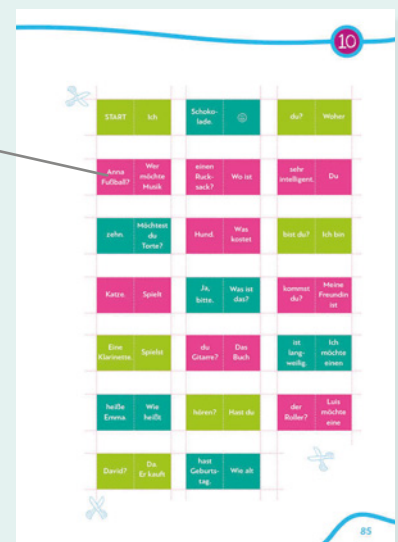 10
START
Ich
Schoko-
lade.
☺
du?
Woher
Anna
Fußball?
Wer
möchte
Musik
einen
Ruck-
sack?
Wo ist
sehr
intelligent.
Du
zehn.
Möchtest
du
Torte?
Hund.
Was
kostet
bist du?
Ich bin
Katze.
Spielt
Ja,
bitte.
Was ist
das?
kommst
du?
Meine
Freundin
ist
Eine
Klarinette.
Spielst
du
Gitarre?
Das
Buch
ist
lang-
weilig.
Ich
möchte
einen
heiße
Emma.
Wie
heißt
hören?
Hast du
der
Roller?
Luis
möchte
eine
David?
Da.
Er kauft
hast
Geburts-
tag.
Wie alt
85